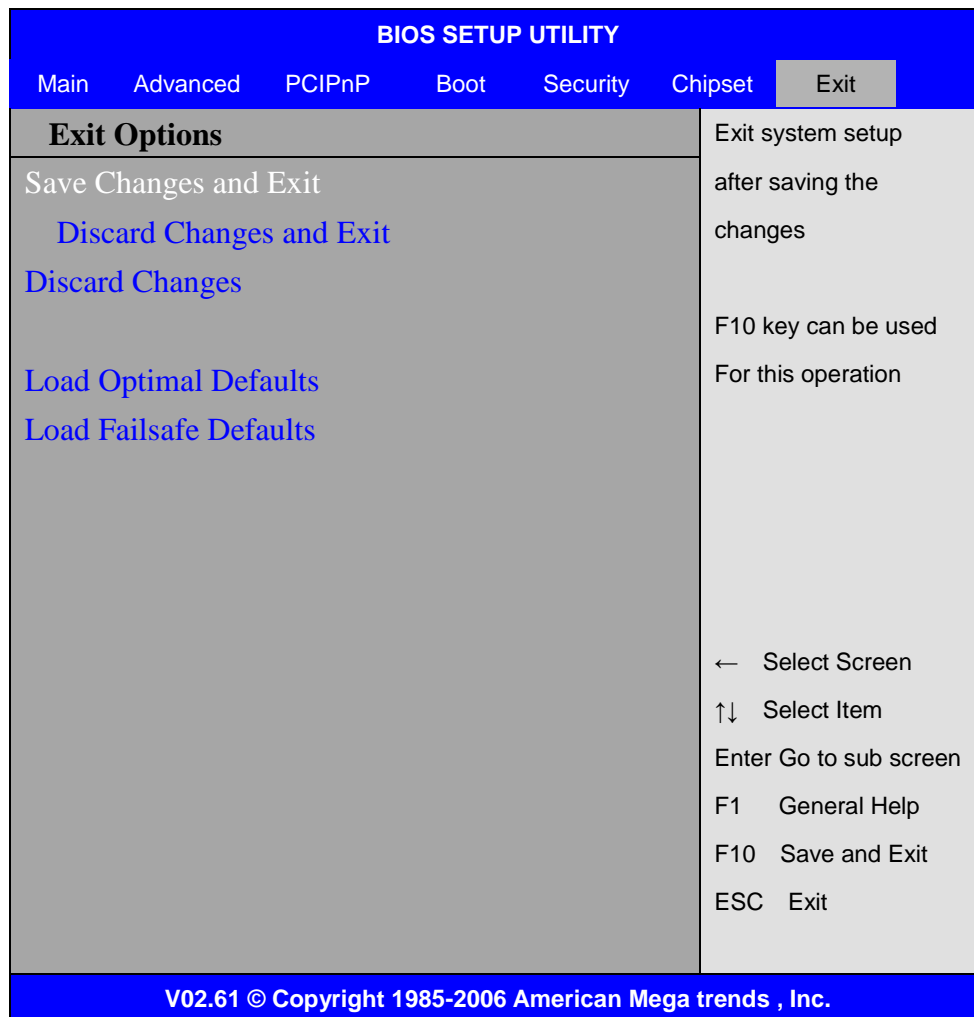 BIOS SETUP UTILITY
Main Advanced PCIPnP Boot Security Chipset Exit
Exit Options
Save Changes and Exit
Discard Changes and Exit
Discard Changes
Load Optimal Defaults
Load Failsafe Defaults
Exit system setup
after saving the
changes
F10 key can be used
For this operation
← Select Screen
↑↓ Select Item
Enter Go to sub screen
F1 General Help
F10 Save and Exit
ESC Exit
V02.61 © Copyright 1985-2006 American Mega trends , Inc.